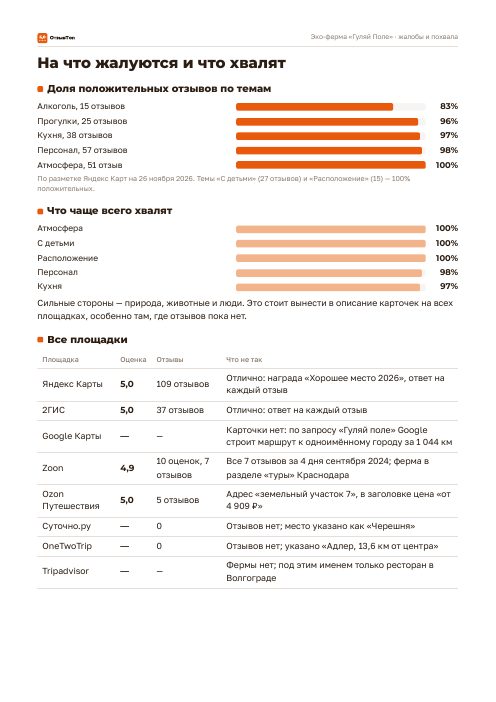 ОтзывТоп
Эко-ферма «Гуляй Поле» · жалобы и похвала
На что жалуются и что хвалят
Доля положительных отзывов по темам
Алкоголь, 15 отзывов 83%
Прогулки, 25 отзывов 96%
Кухня, 38 отзывов 97%
Персонал, 57 отзывов 98%
Атмосфера, 51 отзыв 100%
По разметке Яндекс Карт на 26 ноября 2026. Темы «С детьми» (27 отзывов) и «Расположение» (15) — 100%
положительных.
Что чаще всего хвалят
Атмосфера 100%
С детьми 100%
Расположение 100%
Персонал 98%
Кухня 97%
Сильные стороны — природа, животные и люди. Это стоит вынести в описание карточек на всех
площадках, особенно там, где отзывов пока нет.
Все площадки
Площадка Оценка Отзывы Что не так
Яндекс Карты 5,0 109 отзывов Отлично: награда «Хорошее место 2026», ответ на
каждый отзыв
2ГИС 5,0 37 отзывов Отлично: ответ на каждый отзыв
Google Карты — — Карточки нет: по запросу «Гуляй поле» Google
строит маршрут к одноимённому городу за 1 044 км
Zoon 4,9 10 оценок, 7 Все 7 отзывов за 4 дня сентября 2024; ферма в
отзывов разделе «туры» Краснодара
Ozon 5,0 5 отзывов Адрес «земельный участок 7», в заголовке цена «от
Путешествия 4 909 ₽»
Суточно.ру — 0 Отзывов нет; место указано как «Черешня»
OneTwoTrip — 0 Отзывов нет; указано «Адлер, 13,6 км от центра»
Tripadvisor — — Фермы нет; под этим именем только ресторан в
Волгограде